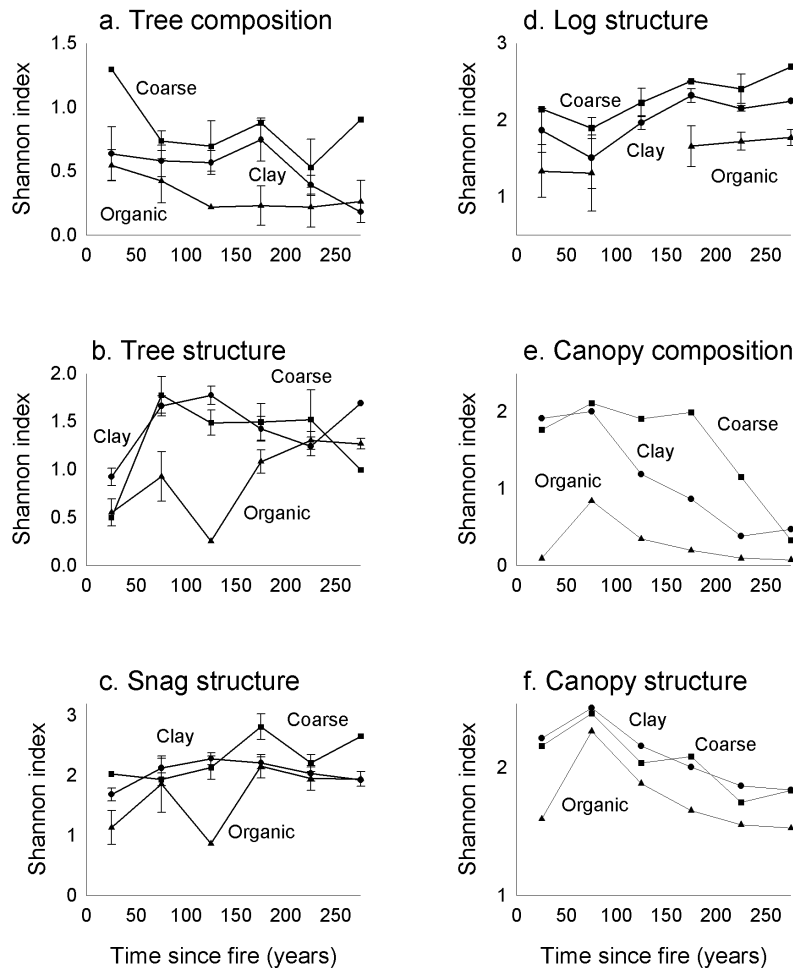 a. Tree composition
Shannon index
1.5
1.0
0.5
0.0
Coarse
Clay
Organic
0 50 100 150 200 250
d. Log structure
Shannon index
3
2
1
Coarse
Clay
Organic
0 50 100 150 200 250
b. Tree structure
Shannon index
2.0
1.5
1.0
0.5
0.0
Coarse
Clay
Organic
0 50 100 150 200 250
e. Canopy composition
Shannon index
2
1
0
Coarse
Clay
Organic
0 50 100 150 200 250
c. Snag structure
Shannon index
3
2
1
0
Clay
Coarse
Organic
0 50 100 150 200 250
Time since fire (years)
f. Canopy structure
Shannon index
2
1
Clay
Coarse
Organic
0 50 100 150 200 250
Time since fire (years)